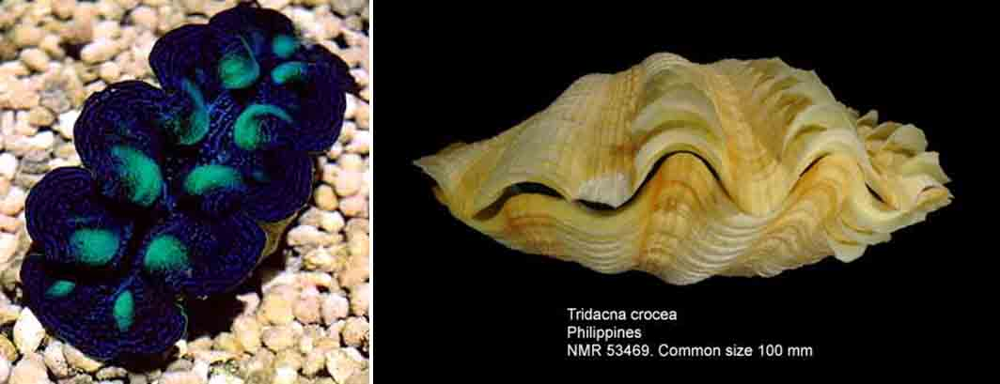 Tridacna crocea
Philippines
NMR 53469. Common size 100 mm